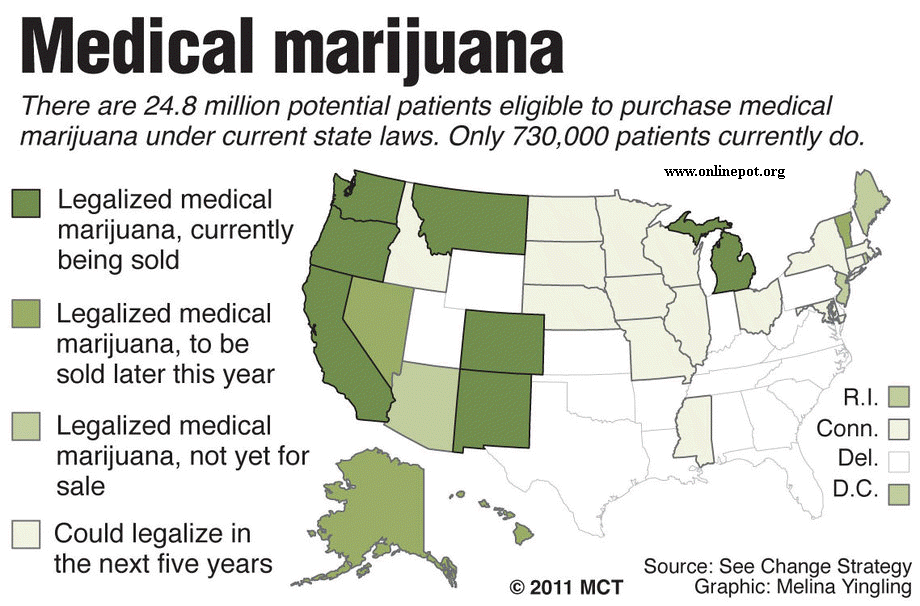 Medical marijuana
There are 24.8 million potential patients eligible to purchase medical
marijuana under current state laws. Only 730,000 patients currently do.
www.onlinepot.org
Legalized medical
marijuana, currently
being sold
Legalized medical
marijuana, to be
sold later this year
Legalized medical
marijuana, not yet for
sale
Could legalize in
the next five years
R.I.
Conn.
Del.
D.C.
© 2011 MCT
Source: See Change Strategy
Graphic: Melina Yingling